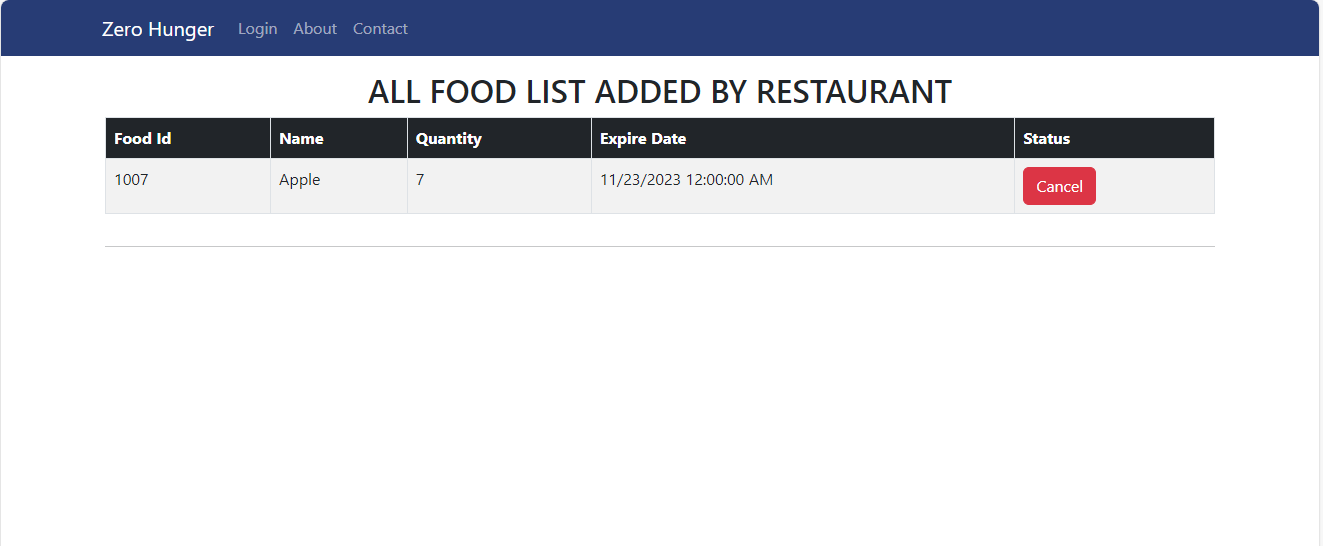 Zero Hunger Login About Contact
ALL FOOD LIST ADDED BY RESTAURANT
Food Id Name Quantity Expire Date Status
1007 Apple 7 11/23/2023 12:00:00 AM Cancel